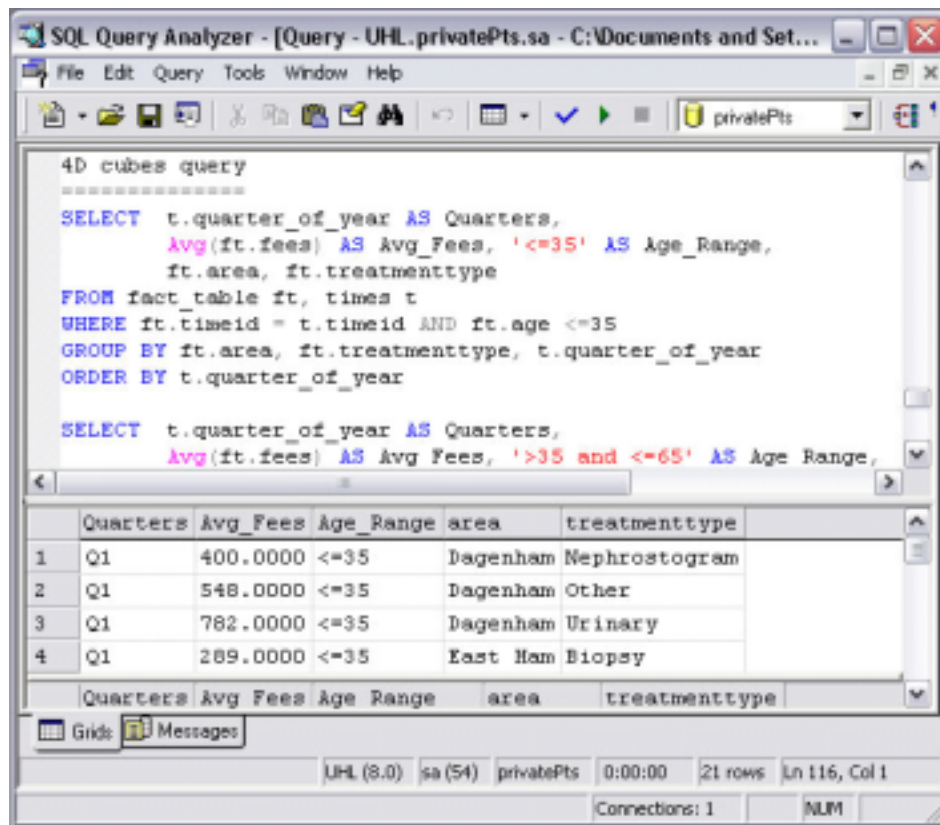 SQL Query Analyzer - [Query - UHL.privatePts.sa - C:\Documents and Set...
File Edit Query Tools Window Help
privatePts
4D cubes query
===============
SELECT t.quarter_of_year AS Quarters,
Avg(ft.fees) AS Avg_Fees, '<=35' AS Age_Range,
ft.area, ft.treatmenttype
FROM fact_table ft, times t
WHERE ft.timeid = t.timeid AND ft.age <=35
GROUP BY ft.area, ft.treatmenttype, t.quarter_of_year
ORDER BY t.quarter_of_year
SELECT t.quarter_of_year AS Quarters,
Avg(ft.fees) AS Avg_Fees, '>35 and <=65' AS Age_Range,
Quarters Avg_Fees Age_Range area treatmenttype
1 Q1 400.0000 <=35 Dagenham Nephrostogram
2 Q1 548.0000 <=35 Dagenham Other
3 Q1 782.0000 <=35 Dagenham Urinary
4 Q1 289.0000 <=35 East Ham Biopsy
Quarters Avg_Fees Age_Range area treatmenttype
Grids Messages
UHL (8.0) sa (54) privatePts 0:00:00 21 rows Ln 116, Col 1
Connections: 1 NUM